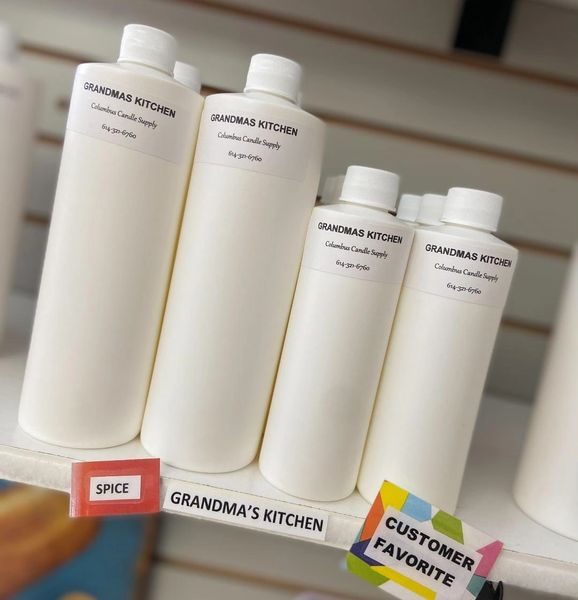 GRANDMAS KITCHEN
Columbus Candle Supply
614-321-6760
GRANDMAS KITCHEN
Columbus Candle Supply
614-321-6760
GRANDMAS KITCHEN
Columbus Candle Supply
614-321-6760
GRANDMAS KITCHEN
Columbus Candle Supply
614-321-6760
SPICE
GRANDMA'S KITCHEN
CUSTOMER
FAVORITE